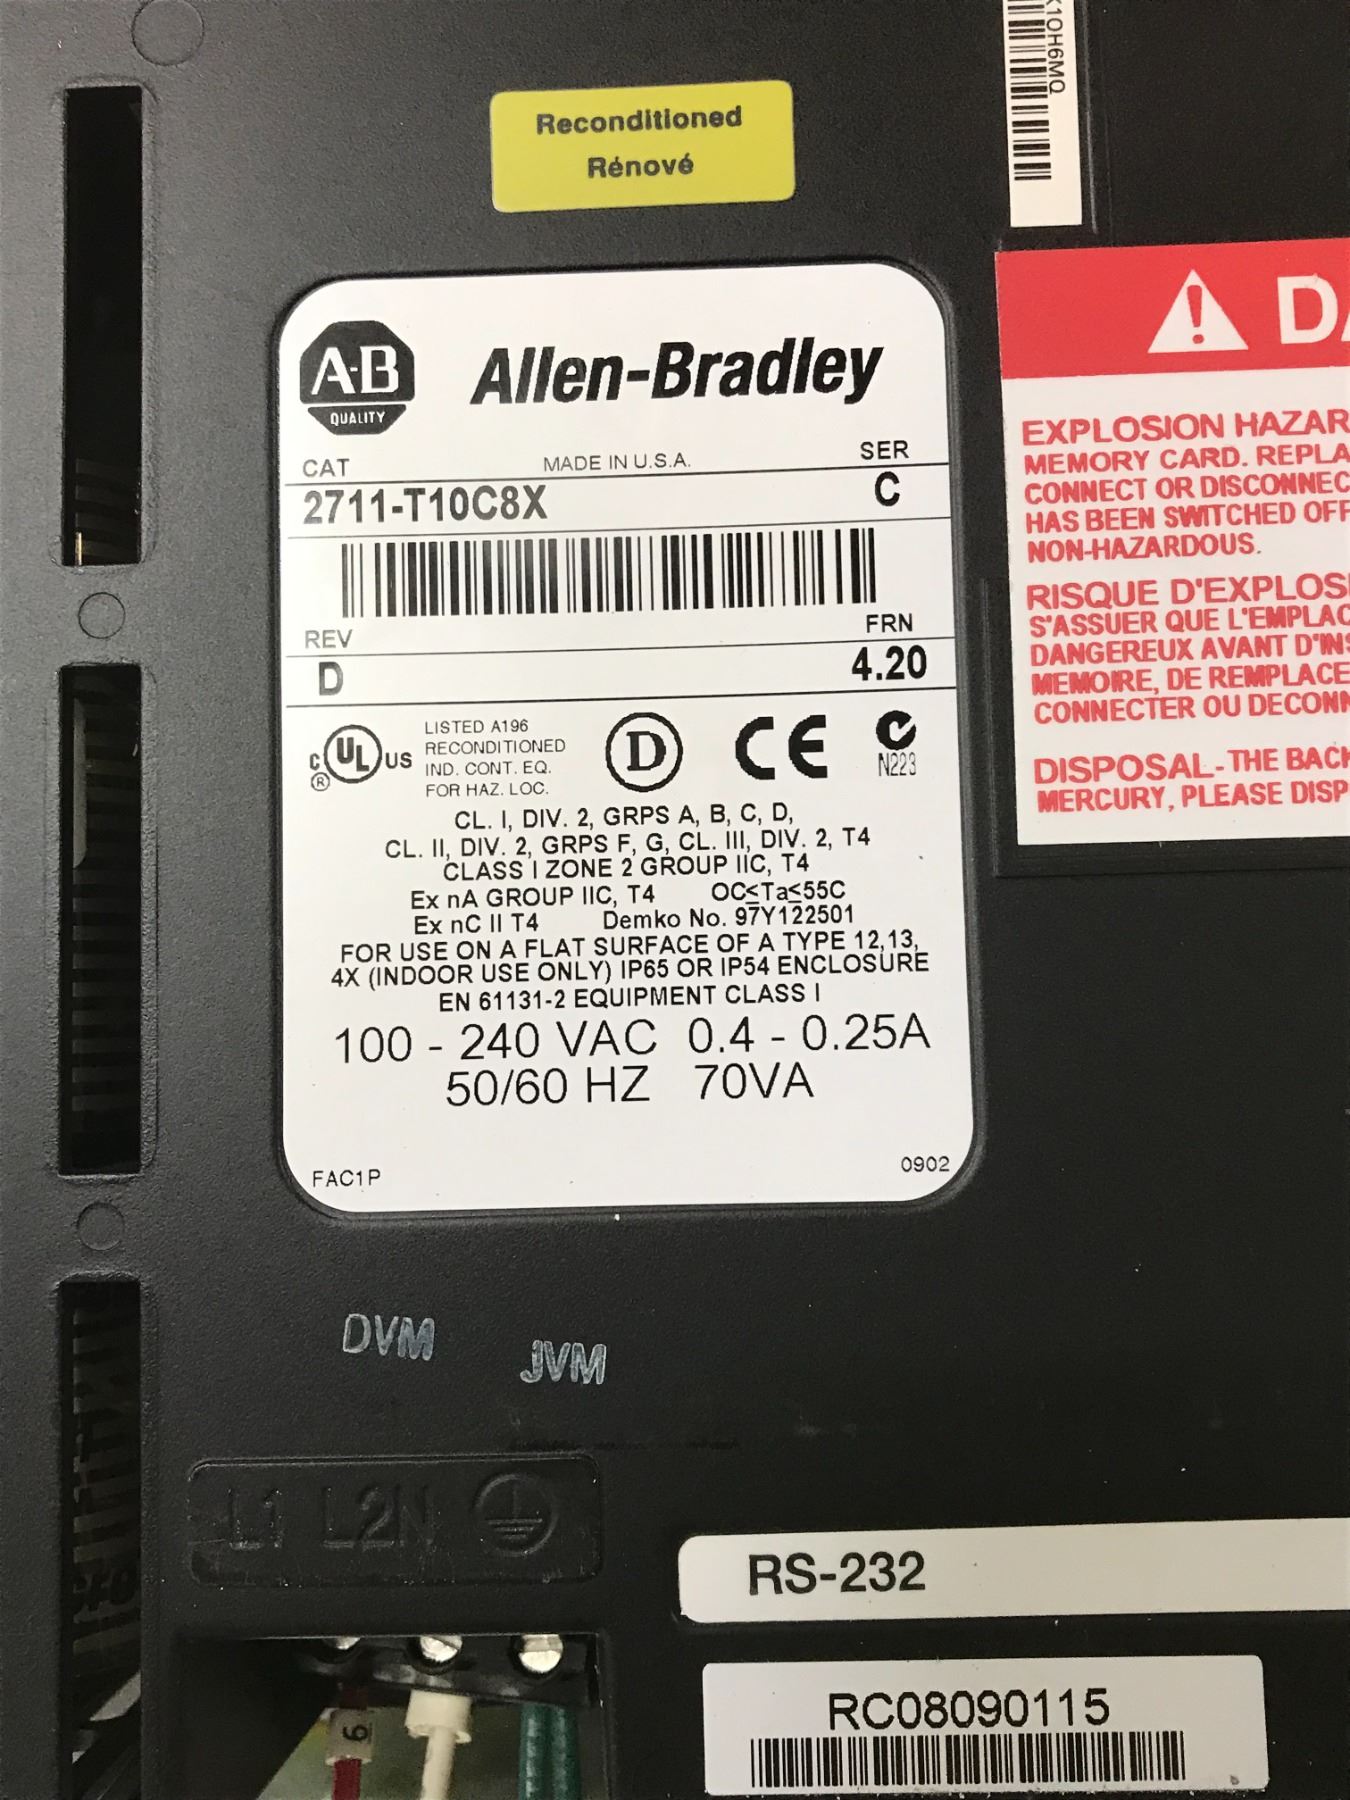 Reconditioned
Rénové
X10H6MQ
A-B
QUALITY
Allen-Bradley
CAT
MADE IN U.S.A.
SER
2711-T10C8X
C
REV
FRN
D
4.20
C UL US
®
LISTED A196
RECONDITIONED
IND. CONT. EQ.
FOR HAZ. LOC.
D
CE
N223
CL. I, DIV. 2, GRPS A, B, C, D,
CL. II, DIV. 2, GRPS F, G, CL. III, DIV. 2, T4
CLASS I ZONE 2 GROUP IIC, T4
Ex nA GROUP IIC, T4 OC≤Ta≤55C
Ex nC II T4 Demko No. 97Y122501
FOR USE ON A FLAT SURFACE OF A TYPE 12,13,
4X (INDOOR USE ONLY) IP65 OR IP54 ENCLOSURE
EN 61131-2 EQUIPMENT CLASS I
100 - 240 VAC 0.4 - 0.25A
50/60 HZ 70VA
FAC1P
0902
DA
EXPLOSION HAZAR
MEMORY CARD. REPLA
CONNECT OR DISCONNEC
HAS BEEN SWITCHED OFF
NON-HAZARDOUS.
RISQUE D'EXPLOSI
S'ASSUER QUE L'EMPLAC
DANGEREUX AVANT D'INS
MEMOIRE, DE REMPLACE
CONNECTER OU DECONN
DISPOSAL - THE BACK
MERCURY, PLEASE DISP
DVM
JVM
L1 L2N
RS-232
RC08090115
6